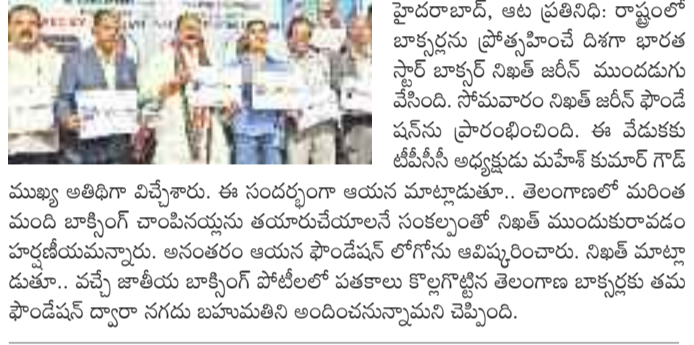 హైదరాబాద్, ఆట ప్రతినిధి: రాష్ట్రంలో
బాక్సర్లను ప్రోత్సహించే దిశగా భారత
స్టార్ బాక్సర్ నిఖత్ జరీన్ ముందడుగు
వేసింది. సోమవారం నిఖత్ జరీన్ ఫౌండే
షన్‌ను ప్రారంభించింది. ఈ వేడుకకు
టీపీసీసీ అధ్యక్షుడు మహేశ్ కుమార్ గౌడ్
ముఖ్య అతిథిగా విచ్చేశారు. ఈ సందర్భంగా ఆయన మాట్లాడుతూ.. తెలంగాణలో మరింత
మంది బాక్సింగ్ చాంపినయ్లను తయారుచేయాలనే సంకల్పంతో నిఖత్ ముందుకురావడం
హర్షణీయమన్నారు. అనంతరం ఆయన ఫౌండేషన్ లోగోను ఆవిష్కరించారు. నిఖత్ మాట్లా
డుతూ.. వచ్చే జాతీయ బాక్సింగ్ పోటీలలో పతకాలు కొల్లగొట్టిన తెలంగాణ బాక్సర్లకు తమ
ఫౌండేషన్ ద్వారా నగదు బహుమతిని అందించనున్నామని చెప్పింది.